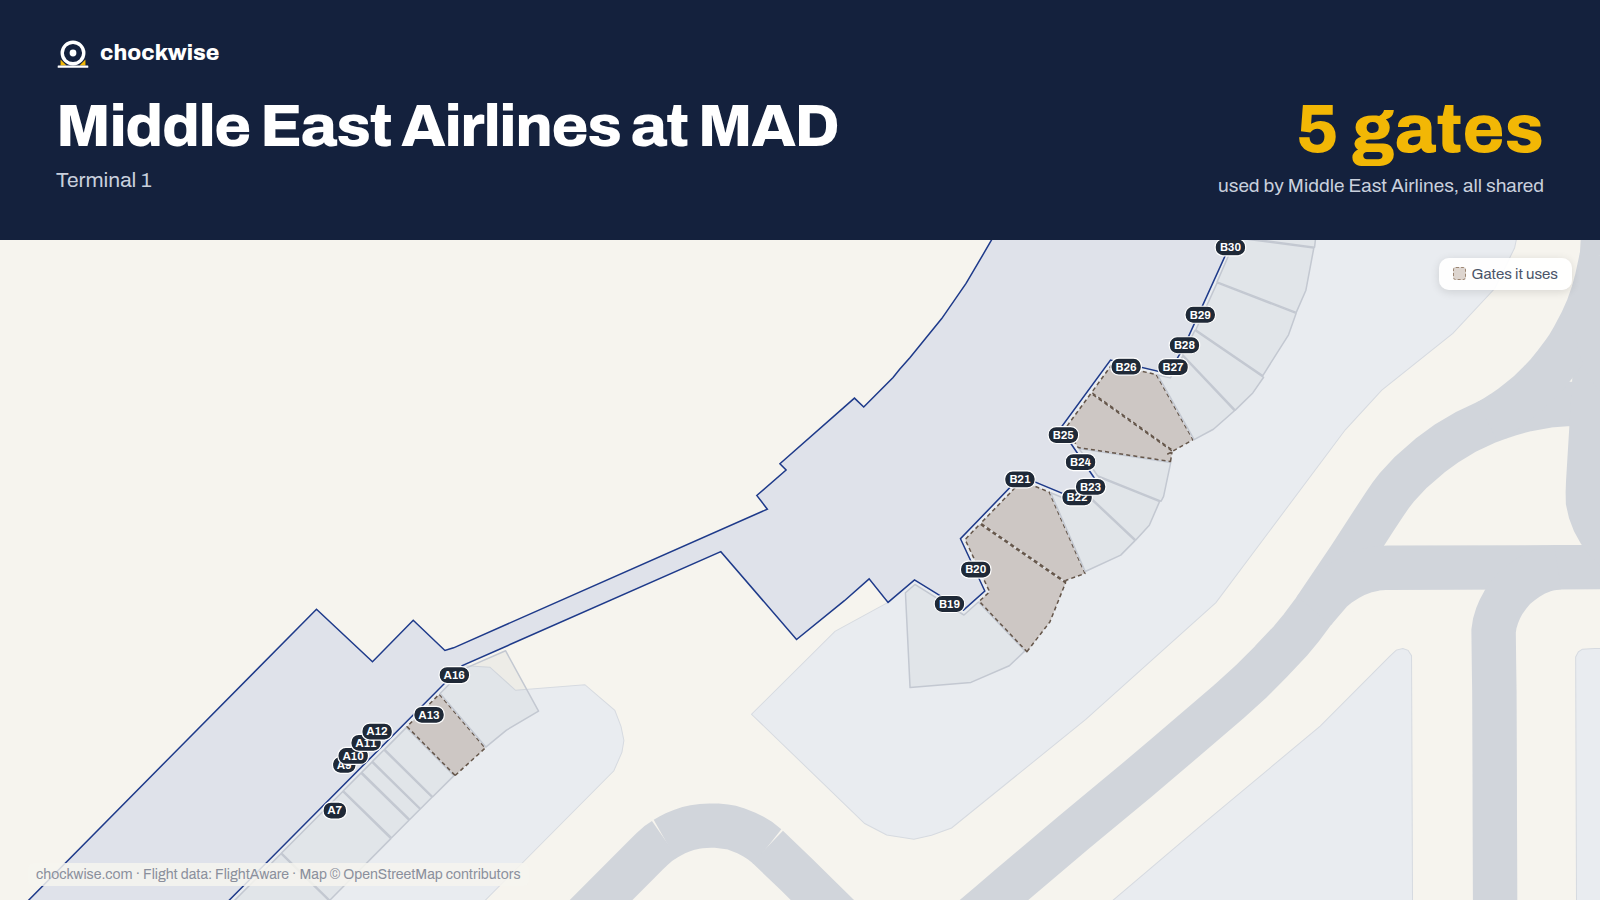 chockwise
Middle East Airlines at MAD
Terminal 1
5 gates
used by Middle East Airlines, all shared
Gates it uses
B30
B29
B28
B27
B26
B25
B24
B23
B22
B21
B20
B19
A16
A13
A12
A11
A10
A7
chockwise.com · Flight data: FlightAware · Map © OpenStreetMap contributors